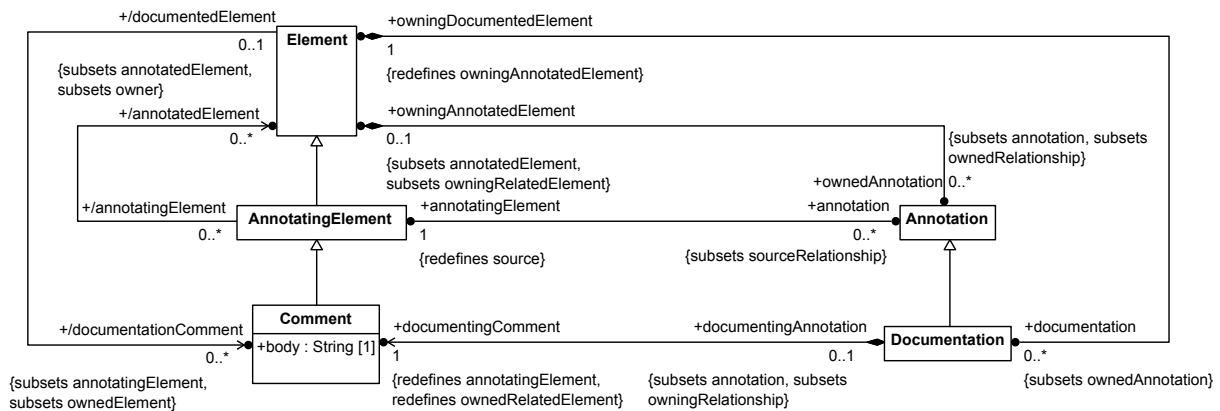 +/documentedElement
0..1
{subsets annotatedElement,
subsets owner}
Element
+owningDocumentedElement
1
{redefines owningAnnotatedElement}
+/annotatedElement
0..*
+owningAnnotatedElement
0..1
{subsets annotatedElement,
subsets owningRelatedElement}
{subsets annotation, subsets
ownedRelationship}
+ownedAnnotation
0..*
+/annotatingElement
0..*
AnnotatingElement
+annotatingElement
1
{redefines source}
+annotation
0..*
{subsets sourceRelationship}
Annotation
+/documentationComment
0..*
{subsets annotatingElement,
subsets ownedElement}
Comment
+body : String [1]
+documentingComment
1
{redefines annotatingElement,
redefines ownedRelatedElement}
+documentingAnnotation
0..1
{subsets annotation, subsets
owningRelationship}
Documentation
+documentation
0..*
{subsets ownedAnnotation}